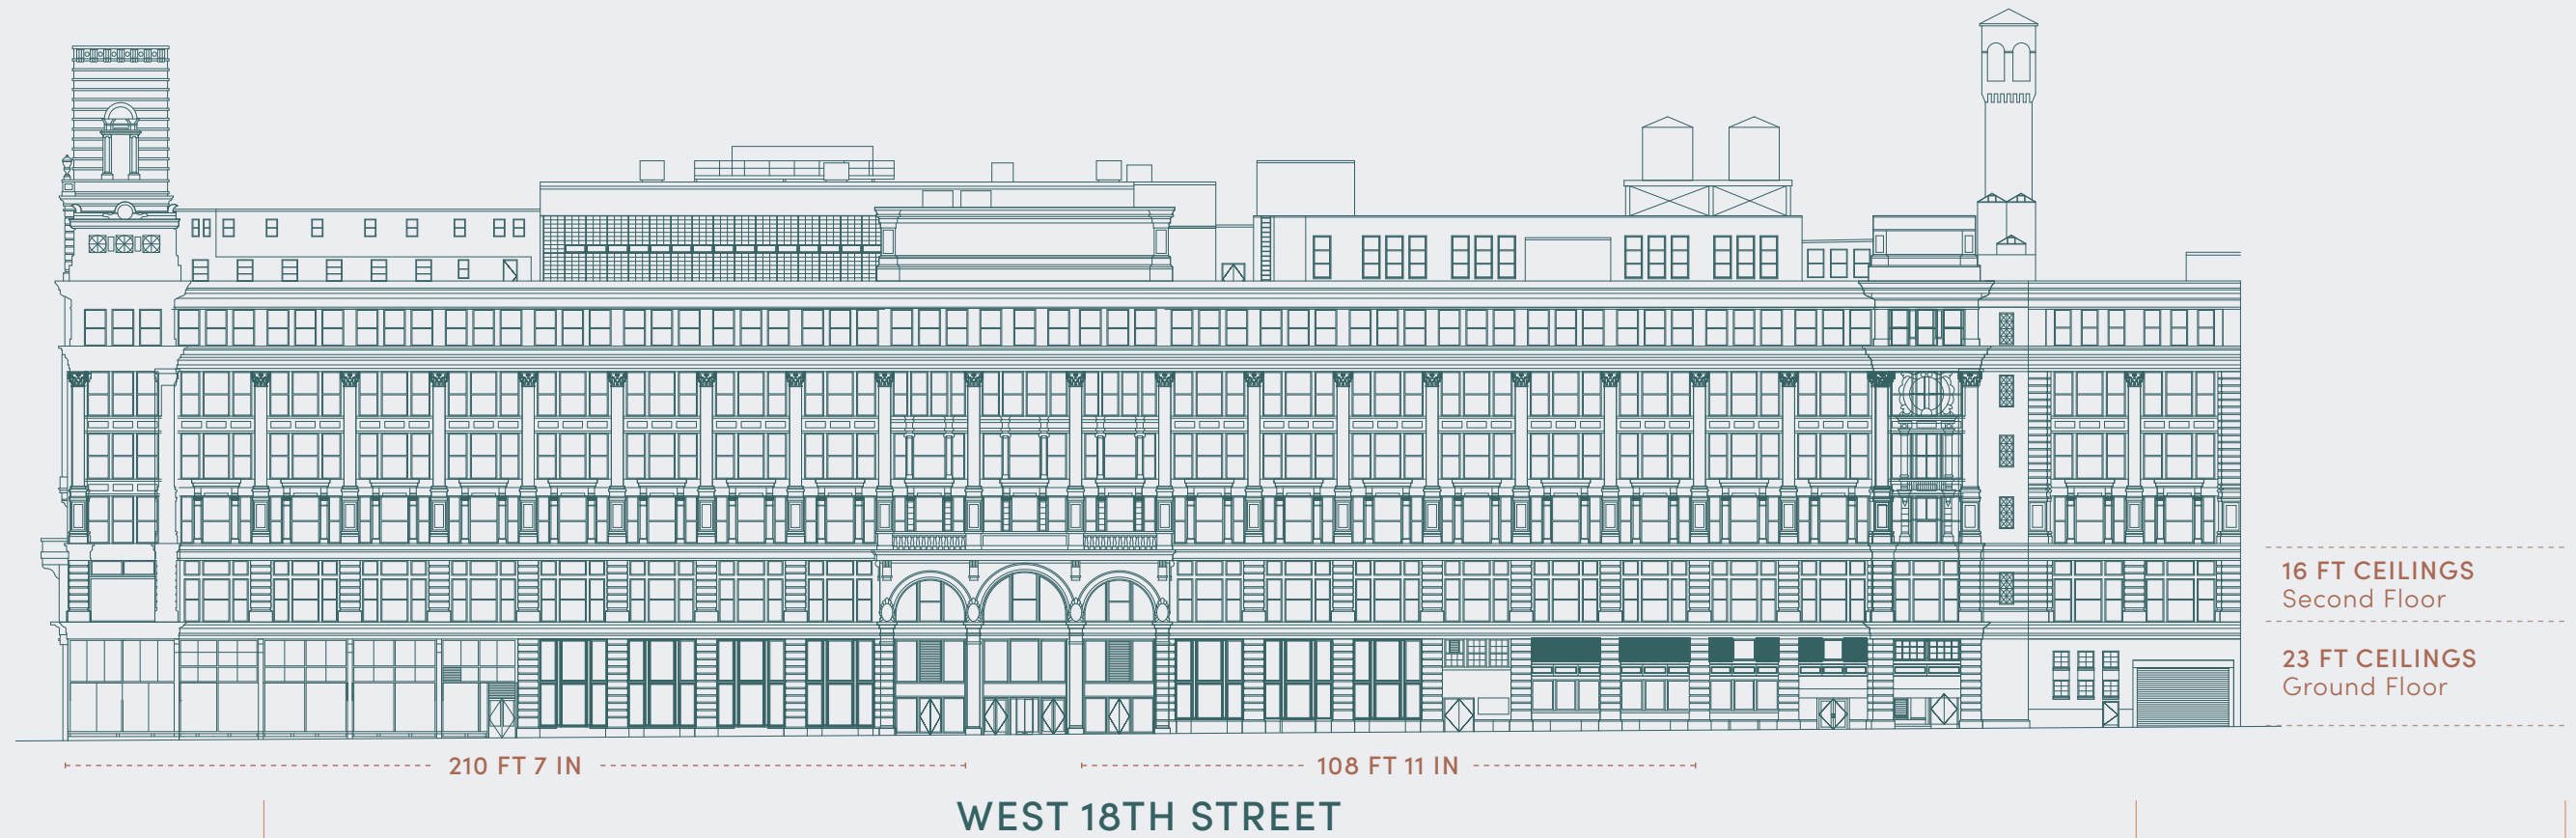 16 FT CEILINGS
Second Floor
23 FT CEILINGS
Ground Floor
210 FT 7 IN
108 FT 11 IN
WEST 18TH STREET